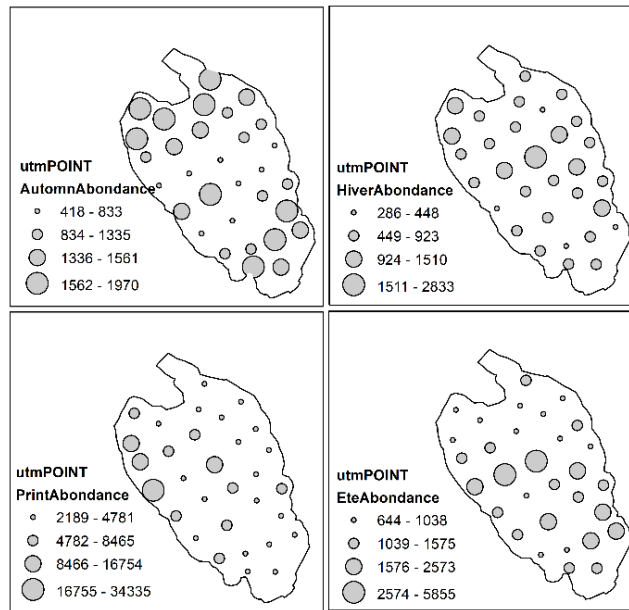 utmPOINT
AutomnAbondance
418 - 833
834 - 1335
1336 - 1561
1562 - 1970
utmPOINT
HiverAbondance
286 - 448
449 - 923
924 - 1510
1511 - 2833
utmPOINT
PrintAbondance
2189 - 4781
4782 - 8465
8466 - 16754
16755 - 34335
utmPOINT
EteAbondance
644 - 1038
1039 - 1575
1576 - 2573
2574 - 5855